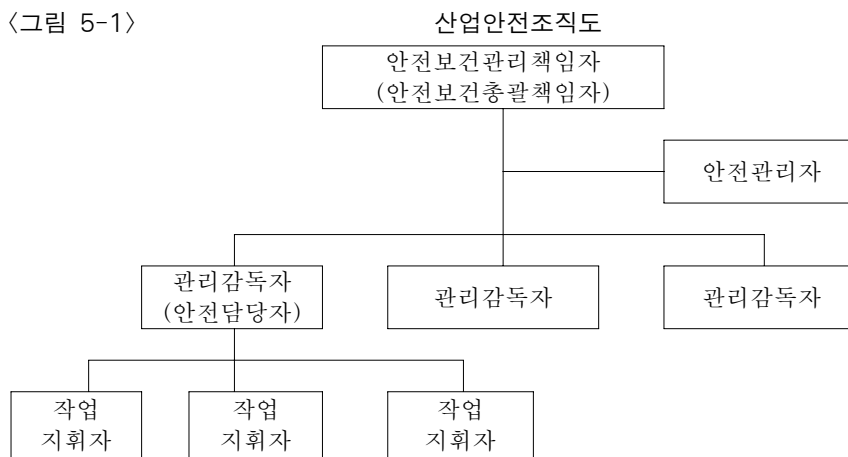 〈그림 5-1〉
산업안전조직도
안전보건관리책임자
(안전보건총괄책임자)
안전관리자
관리감독자
(안전담당자)
관리감독자
관리감독자
작업
지휘자
작업
지휘자
작업
지휘자